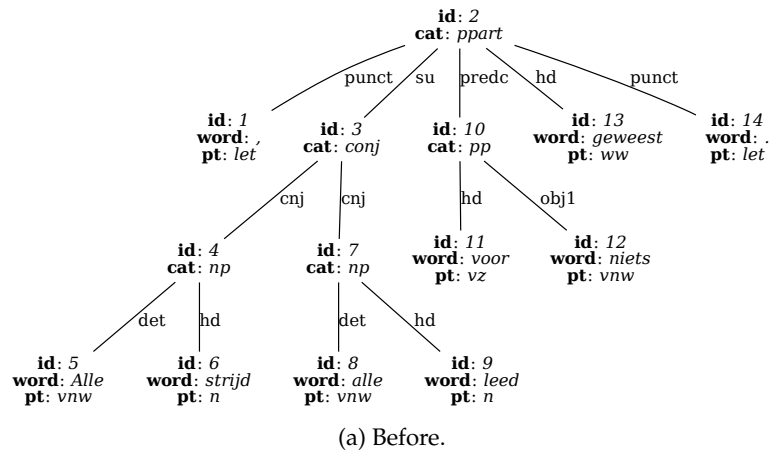 id: 2
cat: ppart
punct su predc hd punct
id: 1
word: ,
pt: let
id: 3
cat: conj
id: 10
cat: pp
id: 13
word: geweest
pt: ww
id: 14
word: .
pt: let
cnj cnj hd obj1
id: 4
cat: np
id: 7
cat: np
id: 11
word: voor
pt: vz
id: 12
word: niets
pt: vnw
det hd det hd
id: 5
word: Alle
pt: vnw
id: 6
word: strijd
pt: n
id: 8
word: alle
pt: vnw
id: 9
word: leed
pt: n
(a) Before.